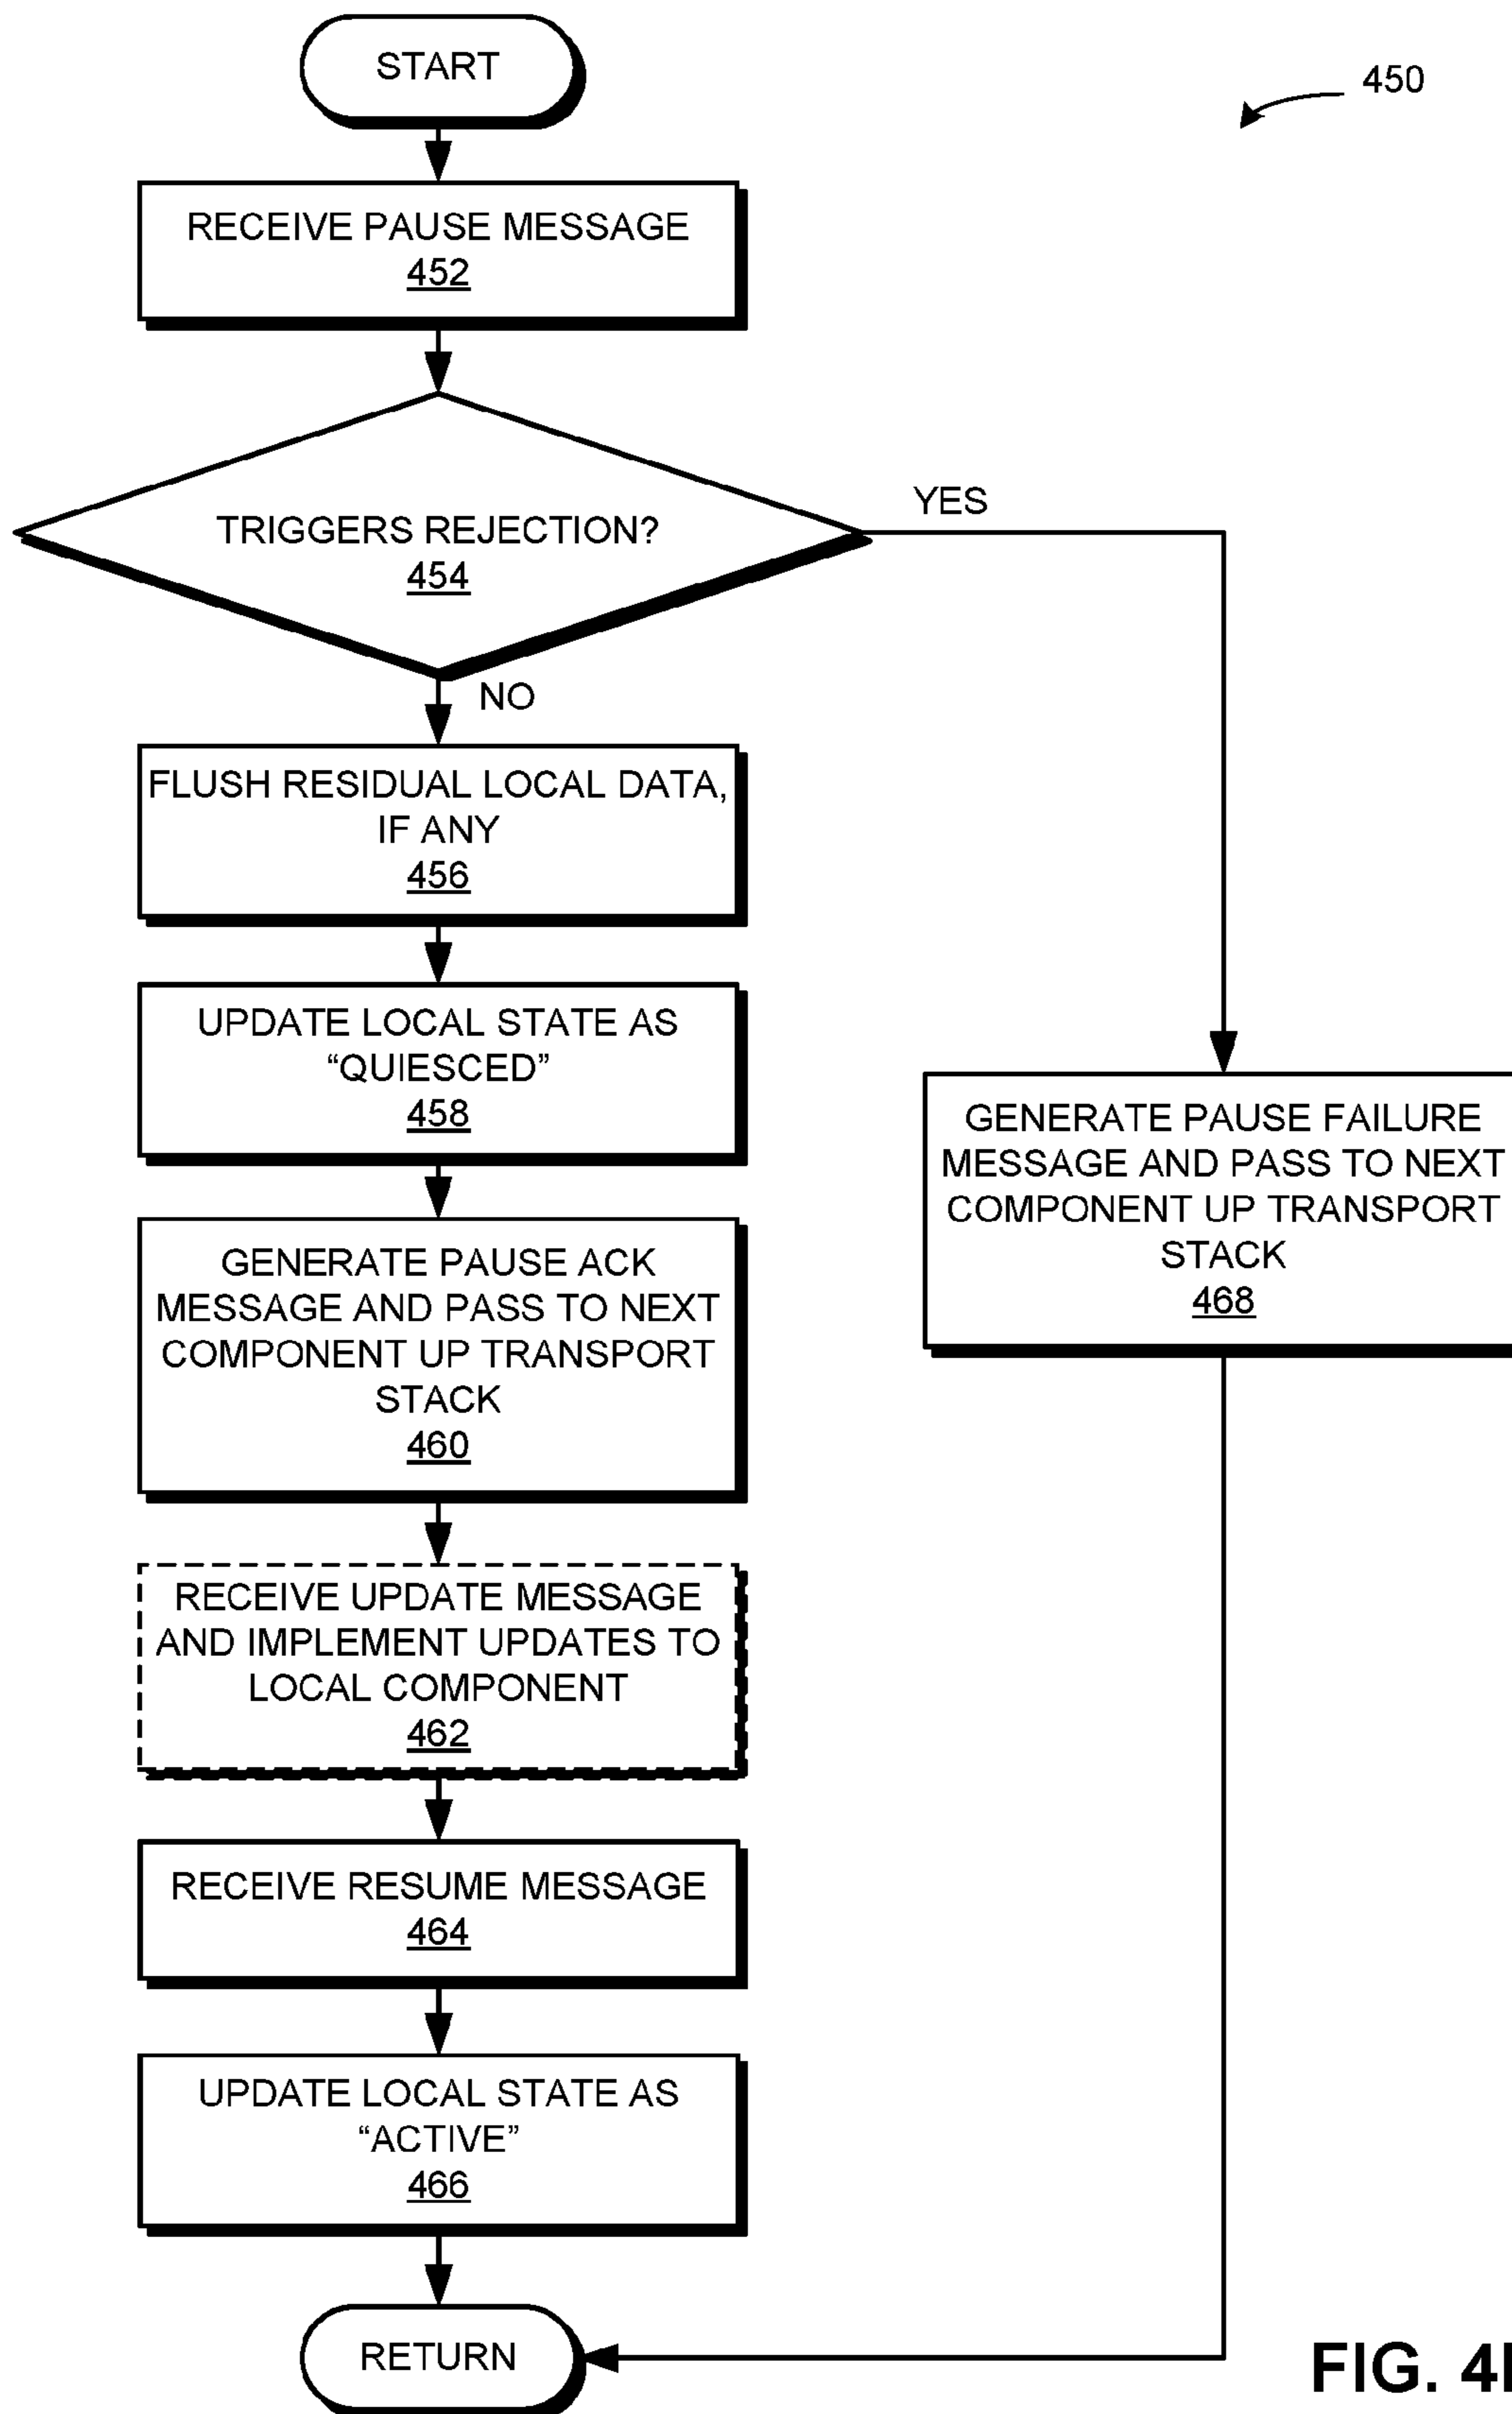 START
450
RECEIVE PAUSE MESSAGE
452
TRIGGERS REJECTION?
454
YES
NO
FLUSH RESIDUAL LOCAL DATA,
IF ANY
456
UPDATE LOCAL STATE AS
“QUIESCED”
458
GENERATE PAUSE ACK
MESSAGE AND PASS TO NEXT
COMPONENT UP TRANSPORT
STACK
460
GENERATE PAUSE FAILURE
MESSAGE AND PASS TO NEXT
COMPONENT UP TRANSPORT
STACK
468
RECEIVE UPDATE MESSAGE
AND IMPLEMENT UPDATES TO
LOCAL COMPONENT
462
RECEIVE RESUME MESSAGE
464
UPDATE LOCAL STATE AS
“ACTIVE”
466
RETURN
FIG.